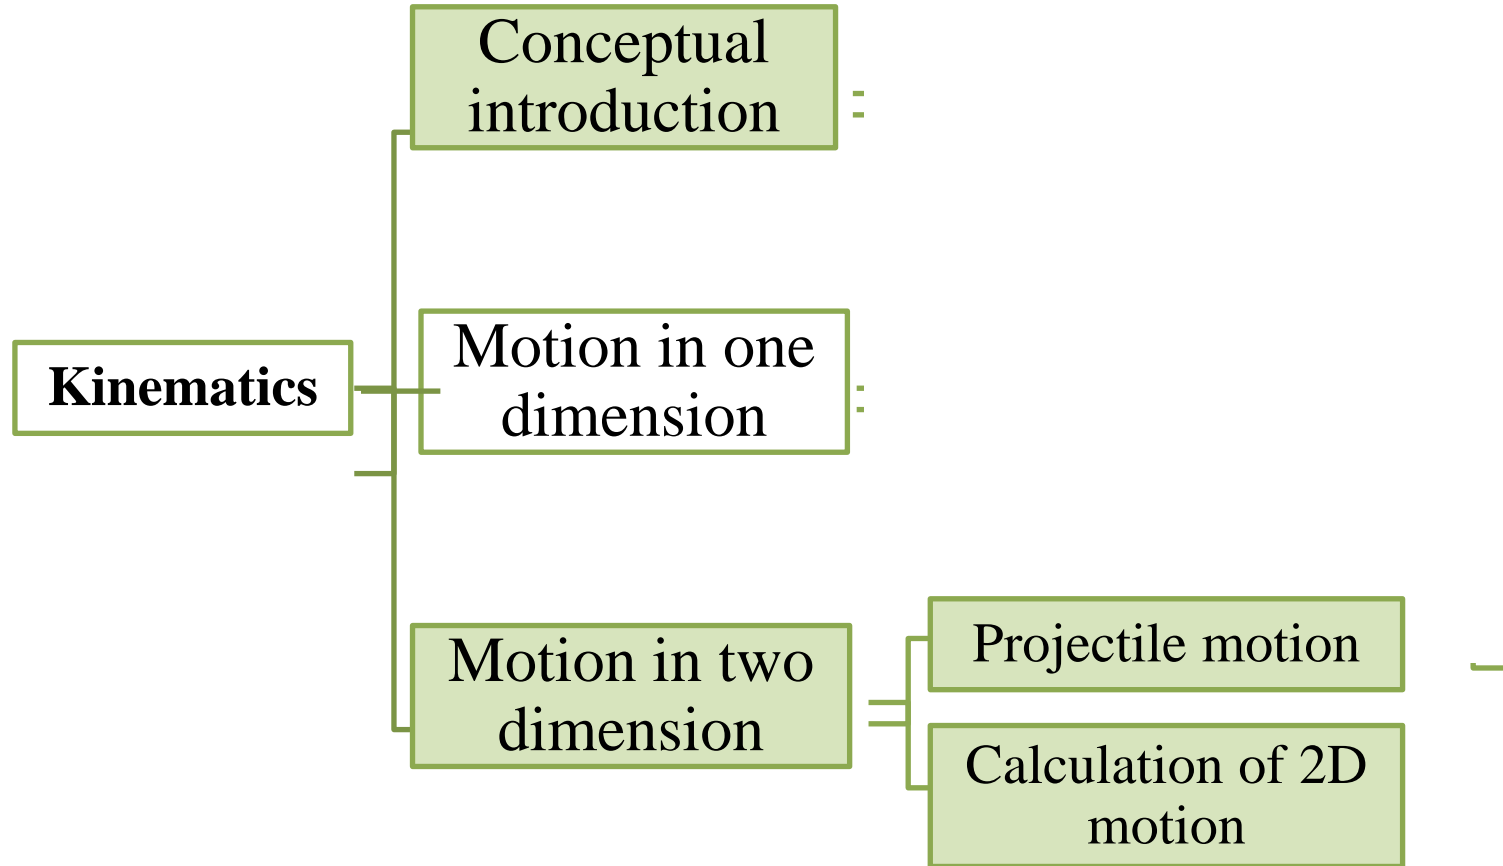 Conceptual
introduction
Kinematics
Motion in one
dimension
Motion in two
dimension
Projectile motion
Calculation of 2D
motion